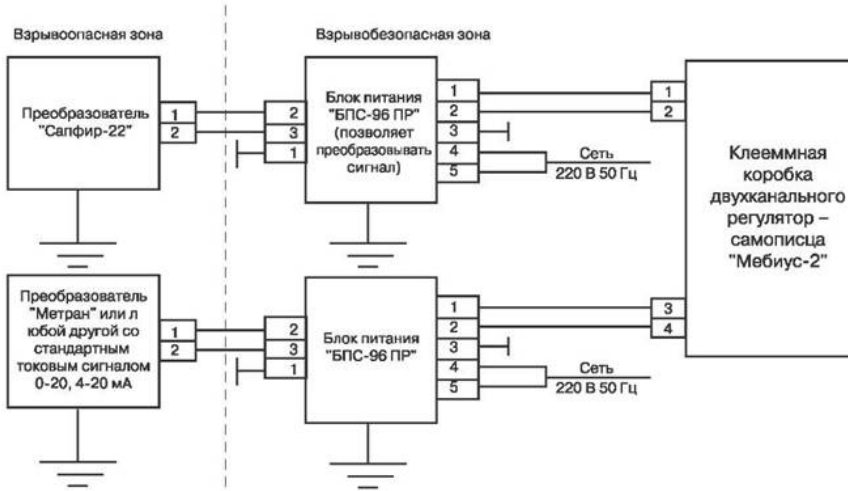 Взрывоопасная зона
Взрывобезопасная зона
Преобразователь
"Сапфир-22"
1
2
2
3
1
Блок питания
"БПС-96 ПР"
(позволяет
преобразовывать
сигнал)
1
2
3
4
5
Сеть
220 В 50 Гц
1
2
Клееммная
коробка
двухканального
регулятор –
самописца
"Мебиус-2"
Преобразователь
"Метран" или л
юбой другой со
стандартным
токовым сигналом
0-20, 4-20 мА
1
2
2
3
1
Блок питания
"БПС-96 ПР"
1
2
3
4
5
Сеть
220 В 50 Гц
3
4